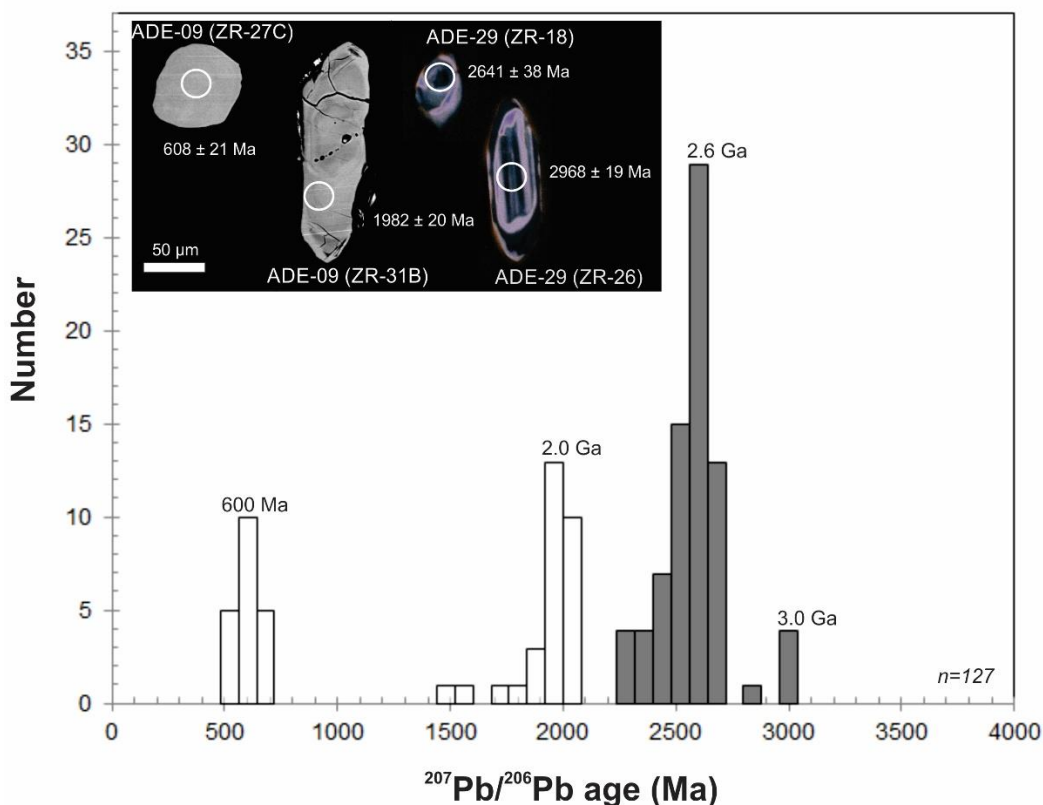 ADE-09 (ZR-27C)
608 ± 21 Ma
50 µm
1982 ± 20 Ma
ADE-09 (ZR-31B)
ADE-29 (ZR-18)
2641 ± 38 Ma
2968 ± 19 Ma
ADE-29 (ZR-26)
Number
35
30
25
20
15
10
5
0
600 Ma
2.0 Ga
2.6 Ga
3.0 Ga
n=127
0 500 1000 1500 2000 2500 3000 3500 4000
²⁰⁷Pb/²⁰⁶Pb age (Ma)